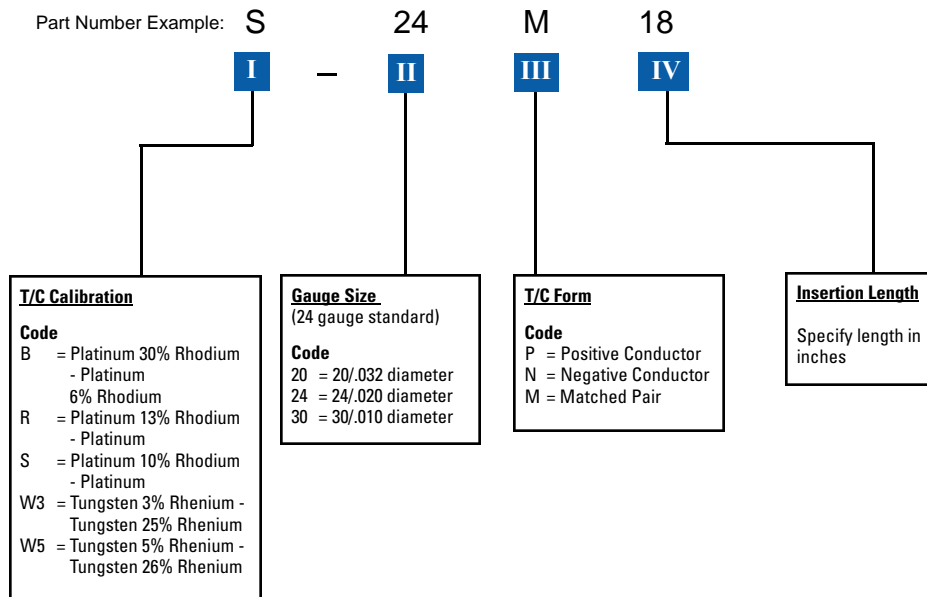 Part Number Example: S 24 M 18
I – II III IV
T/C Calibration
Code
B = Platinum 30% Rhodium
- Platinum
6% Rhodium
R = Platinum 13% Rhodium
- Platinum
S = Platinum 10% Rhodium
- Platinum
W3 = Tungsten 3% Rhenium -
Tungsten 25% Rhenium
W5 = Tungsten 5% Rhenium -
Tungsten 26% Rhenium
Gauge Size
(24 gauge standard)
Code
20 = 20/.032 diameter
24 = 24/.020 diameter
30 = 30/.010 diameter
T/C Form
Code
P = Positive Conductor
N = Negative Conductor
M = Matched Pair
Insertion Length
Specify length in
inches